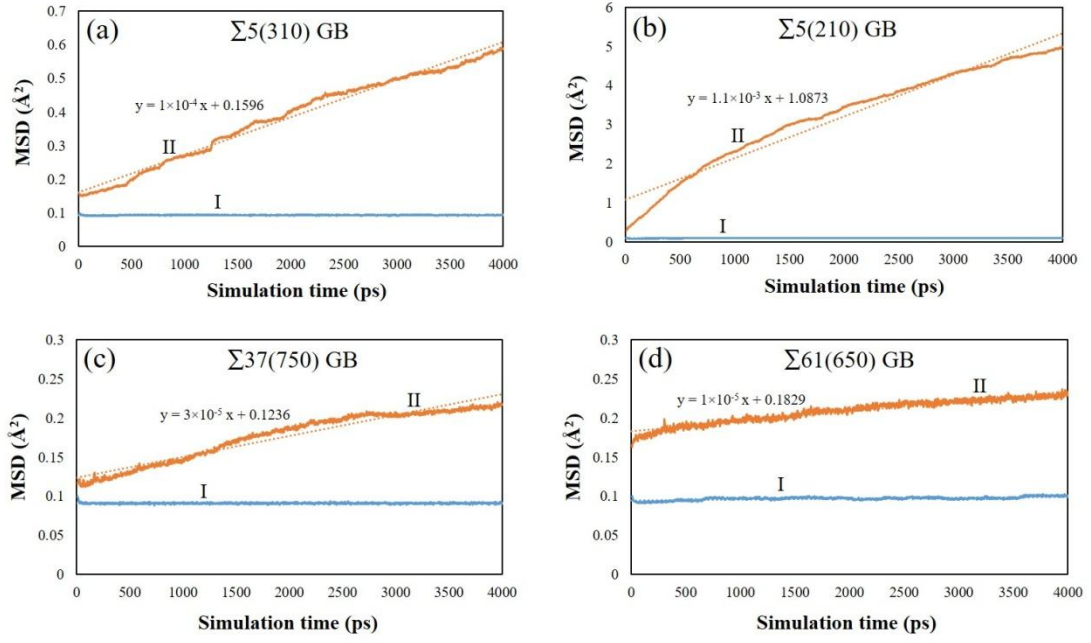 (a) ∑5(310) GB
MSD (Å²)
0.7
0.6
0.5
0.4
0.3
0.2
0.1
0
y = 1×10⁻⁴ x + 0.1596
II
I
0 500 1000 1500 2000 2500 3000 3500 4000
Simulation time (ps)
(b) ∑5(210) GB
MSD (Å²)
6
5
4
3
2
1
0
y = 1.1×10⁻³ x + 1.0873
II
I
0 500 1000 1500 2000 2500 3000 3500 4000
Simulation time (ps)
(c) ∑37(750) GB
MSD (Å²)
0.3
0.25
0.2
0.15
0.1
0.05
0
y = 3×10⁻⁵ x + 0.1236
II
I
0 500 1000 1500 2000 2500 3000 3500 4000
Simulation time (ps)
(d) ∑61(650) GB
MSD (Å²)
0.3
0.25
0.2
0.15
0.1
0.05
0
y = 1×10⁻⁵ x + 0.1829
II
I
0 500 1000 1500 2000 2500 3000 3500 4000
Simulation time (ps)